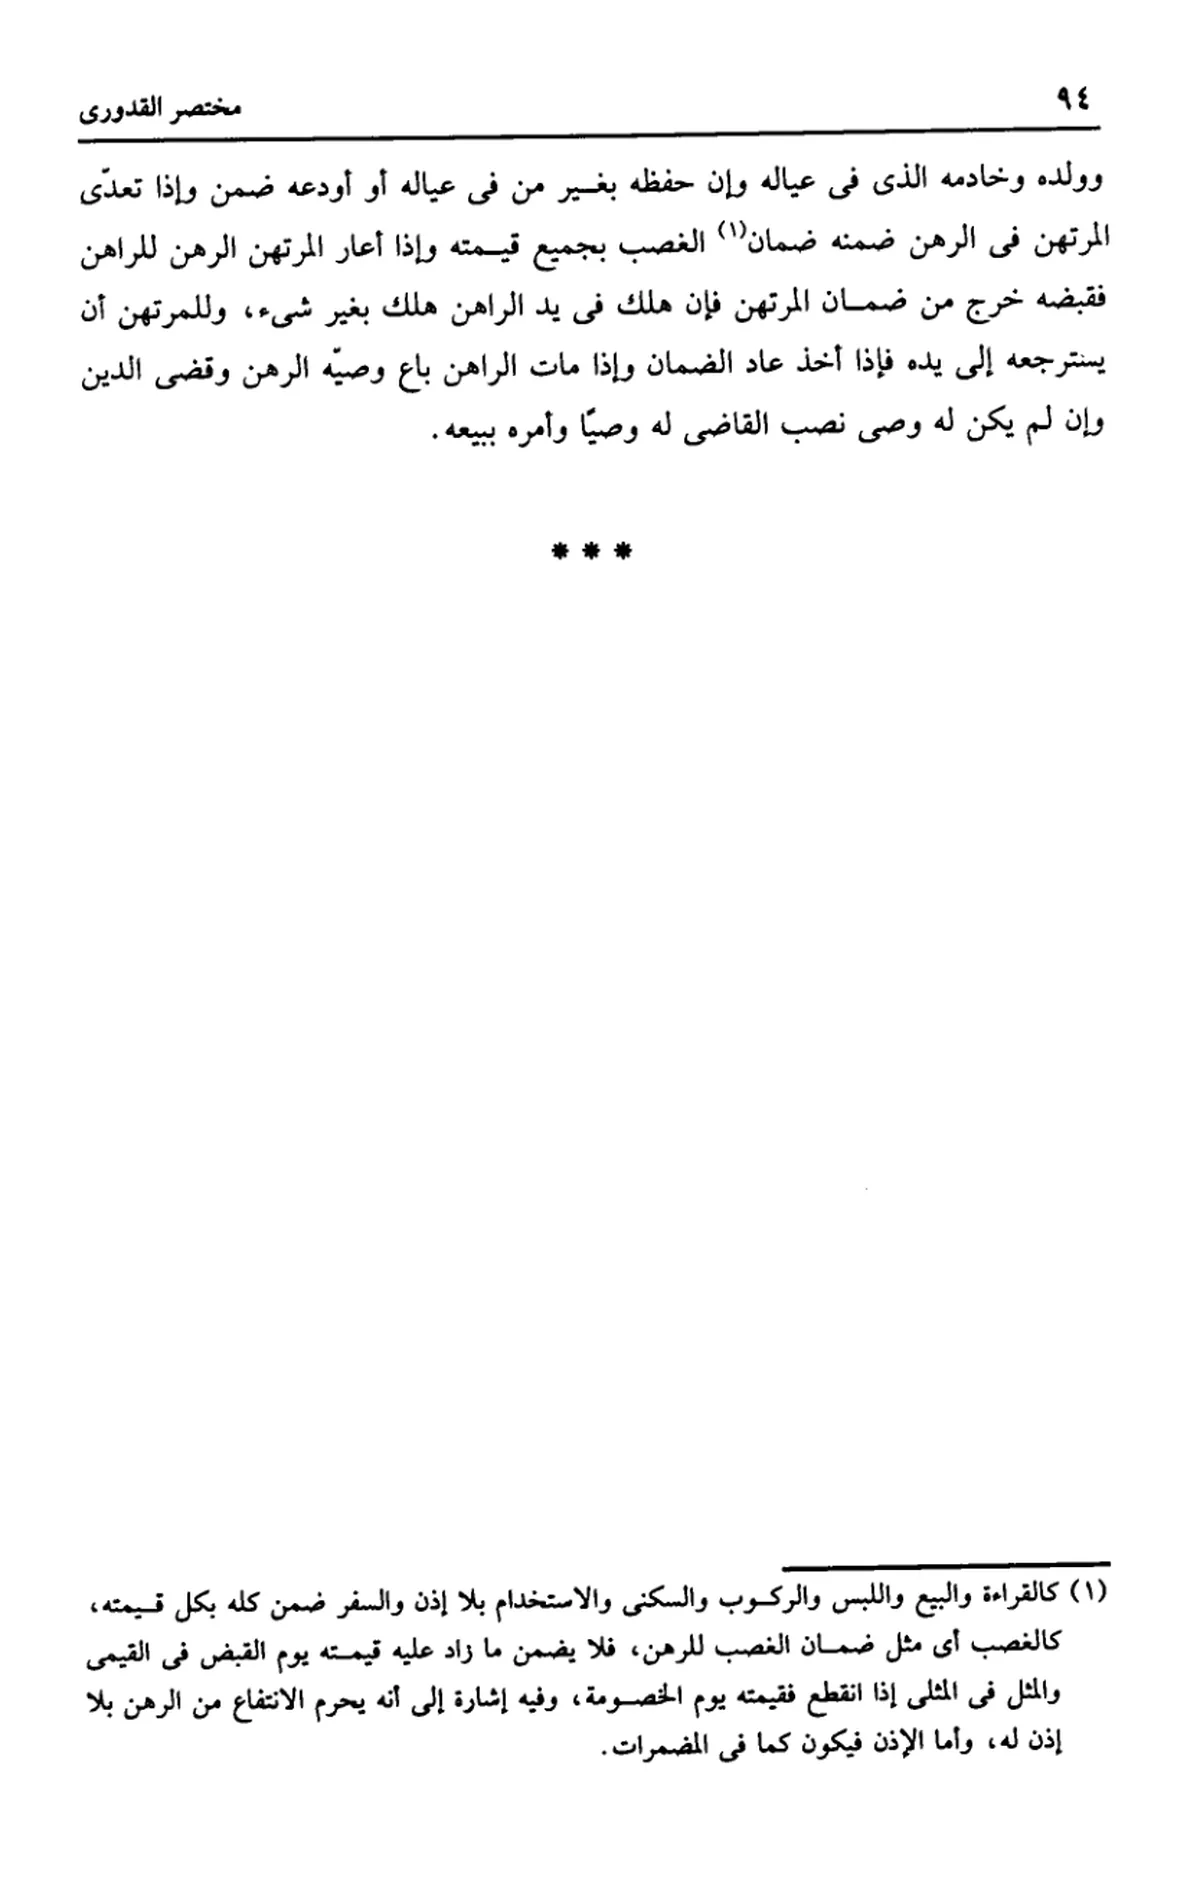 ٩٤
مختصر القدورى
وولده وخادمه الذى فى عياله وإن حفظه بغير من فى عياله أو أودعه ضمن وإذا تعدّى
المرتهن فى الرهن ضمنه ضمان(١) الغصب بجميع قيمته وإذا أعار المرتهن الرهن للراهن
فقبضه خرج من ضمان المرتهن فإن هلك فى يد الراهن هلك بغير شىء، وللمرتهن أن
يسترجعه إلى يده فإذا أخذ عاد الضمان وإذا مات الراهن باع وصيّه الرهن وقضى الدين
وإن لم يكن له وصى نصب القاضى له وصيًا وأمره ببيعه.
* * *
(١) كالقراءة والبيع واللبس والركوب والسكنى والاستخدام بلا إذن والسفر ضمن كله بكل قيمته،
كالغصب أى مثل ضمان الغصب للرهن، فلا يضمن ما زاد عليه قيمته يوم القبض فى القيمى
والمثل فى المثلى إذا انقطع فقيمته يوم الخصومة، وفيه إشارة إلى أنه يحرم الانتفاع من الرهن بلا
إذن له، وأما الإذن فيكون كما فى المضمرات.